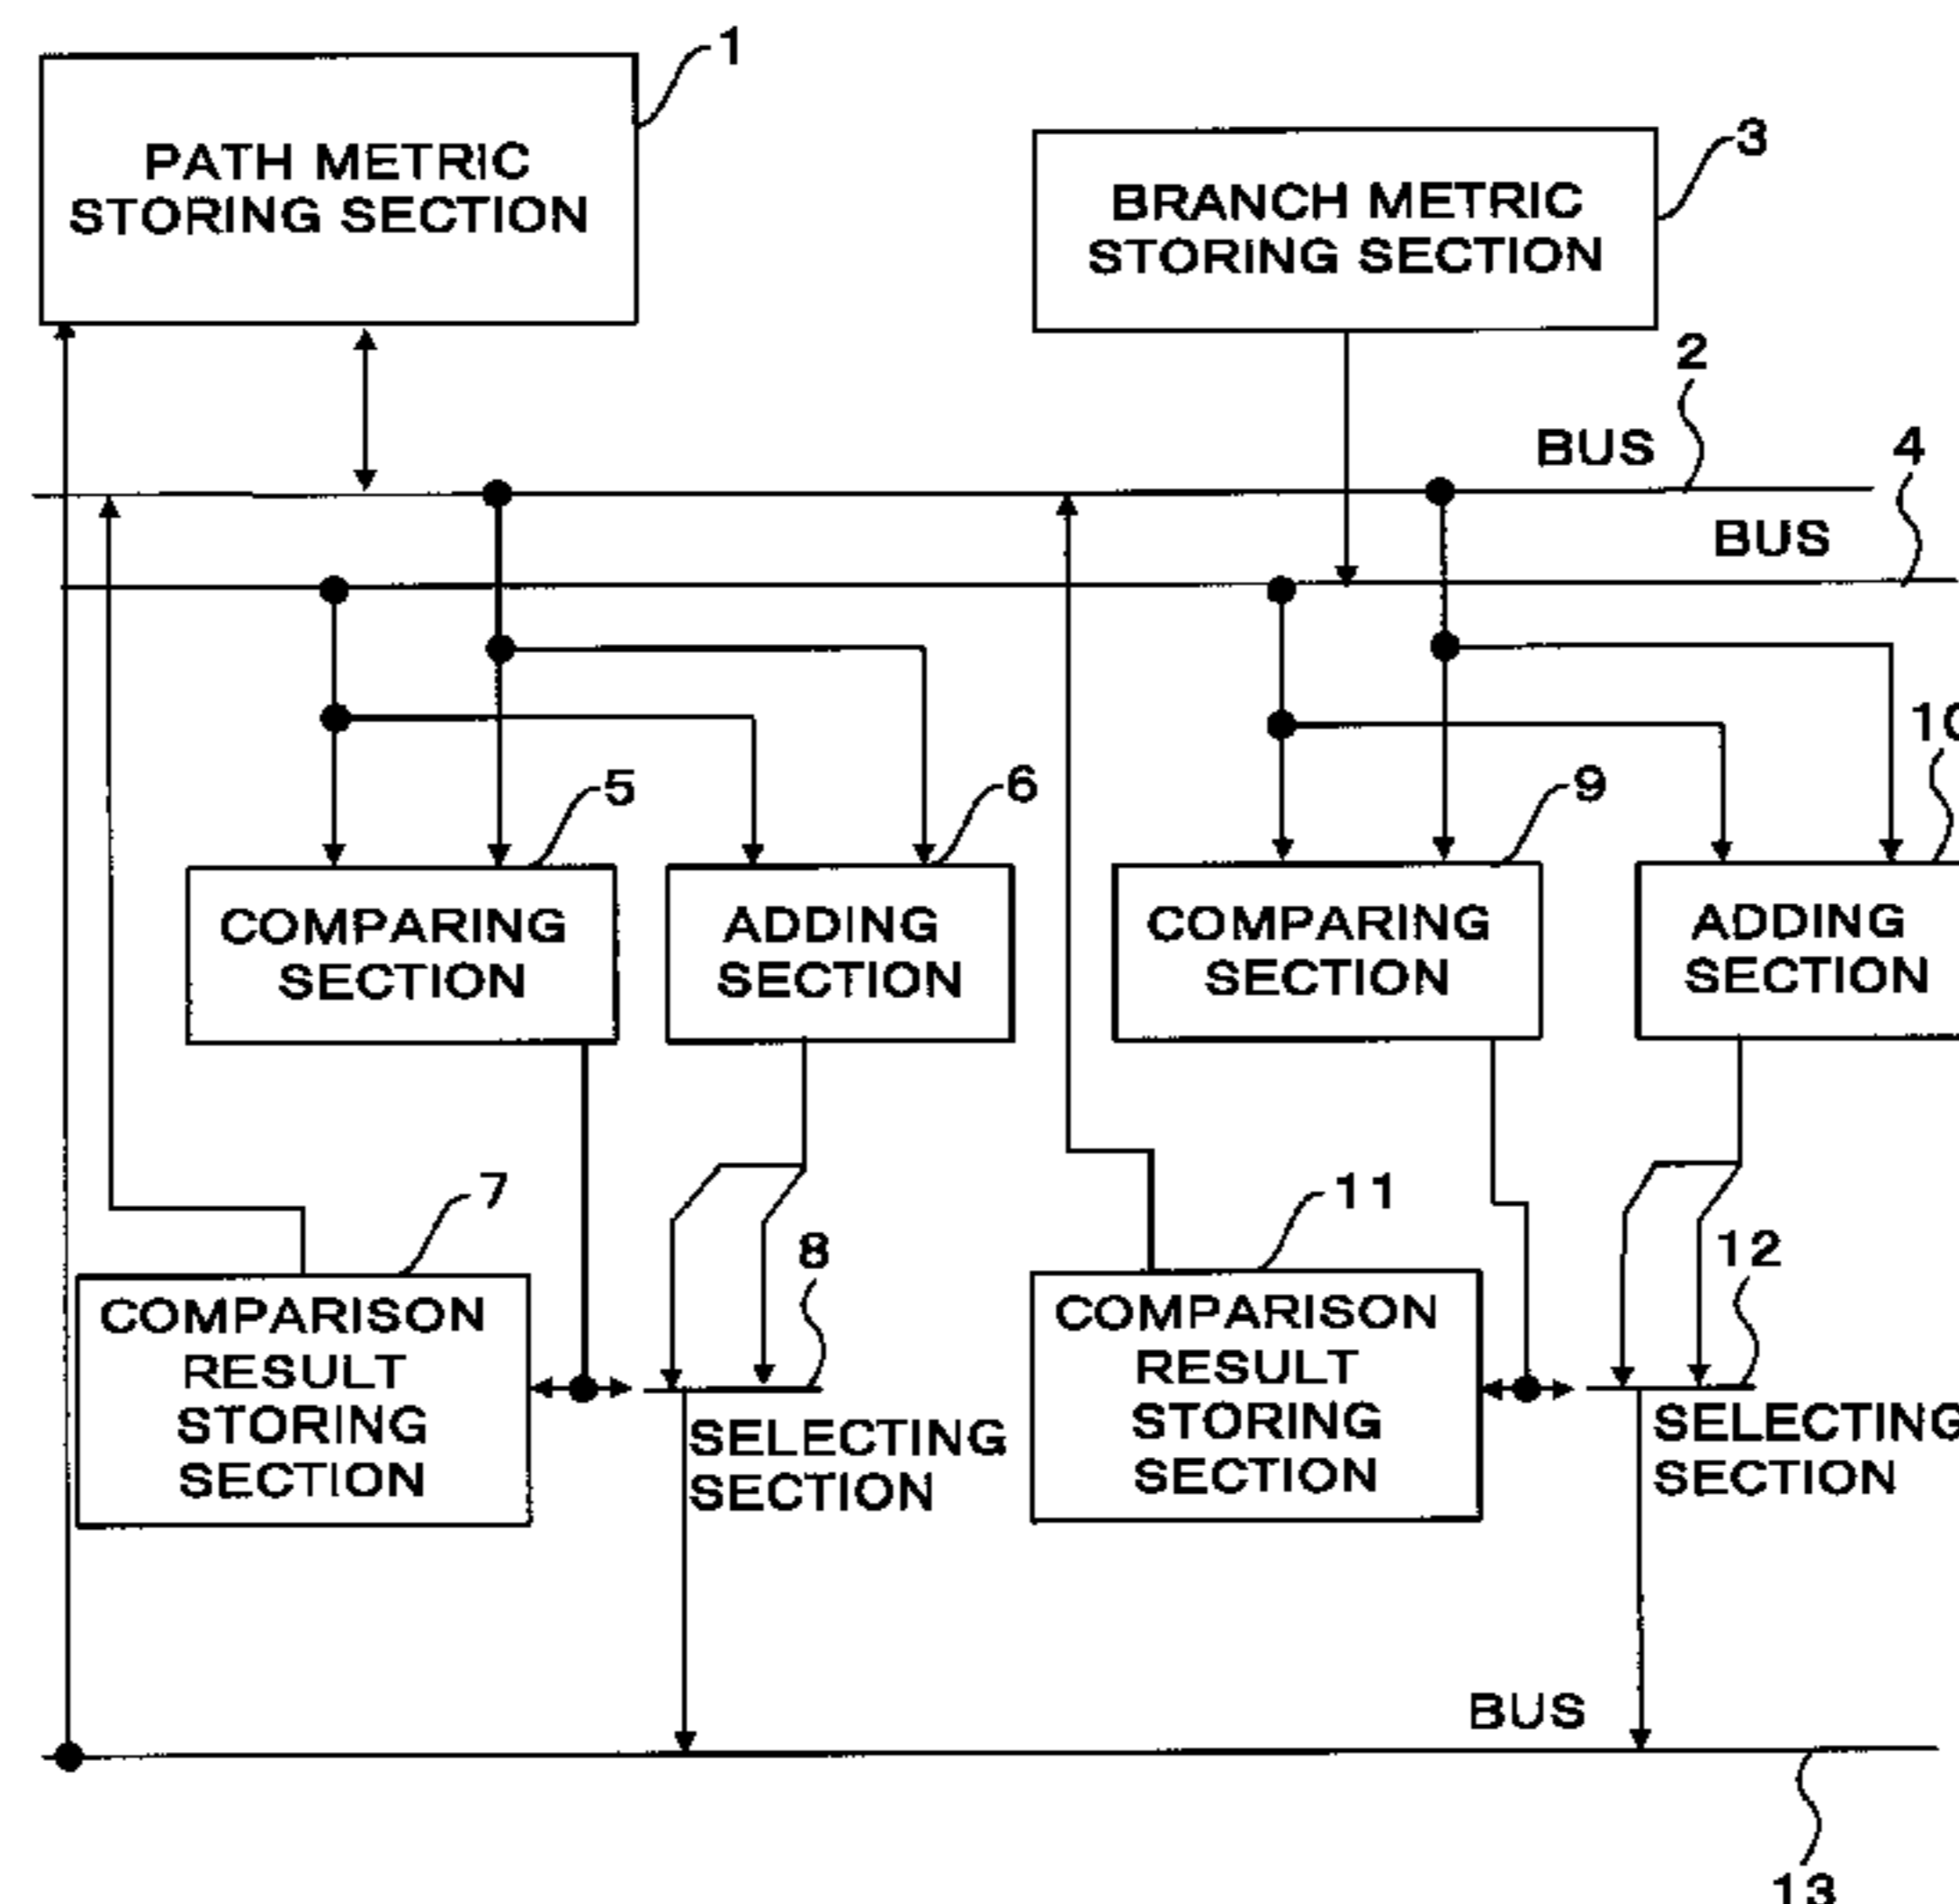 1
PATH METRIC
STORING SECTION
3
BRANCH METRIC
STORING SECTION
2
BUS
4
BUS
5
6
9
10
COMPARING
SECTION
ADDING
SECTION
COMPARING
SECTION
ADDING
SECTION
7
8
11
12
COMPARISON
RESULT
STORING
SECTION
SELECTING
SECTION
COMPARISON
RESULT
STORING
SECTION
SELECTING
SECTION
BUS
13